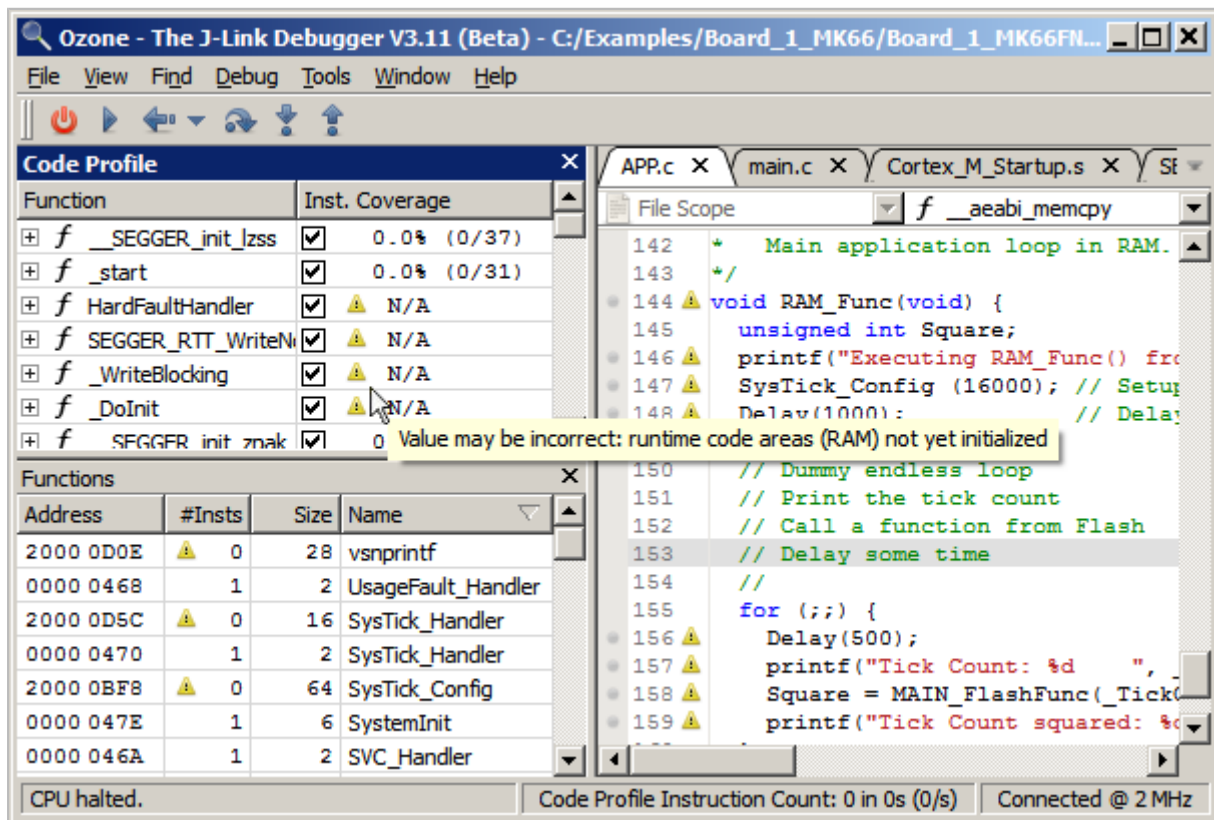 Ozone - The J-Link Debugger V3.11 (Beta) - C:/Examples/Board_1_MK66/Board_1_MK66FN...
File View Find Debug Tools Window Help
Code Profile
Function Inst. Coverage
f __SEGGER_init_lzss 0.0% (0/37)
f _start 0.0% (0/31)
f HardFaultHandler N/A
f SEGGER_RTT_WriteN
f _WriteBlocking N/A
f _DoInit N/A
f __SEGGER_init_zpak 0
Value may be incorrect: runtime code areas (RAM) not yet initialized
Functions
Address #Insts Size Name
2000 0D0E 0 28 vsnprintf
0000 0468 1 2 UsageFault_Handler
2000 0D5C 0 16 SysTick_Handler
0000 0470 1 2 SysTick_Handler
2000 0BF8 0 64 SysTick_Config
0000 047E 1 6 SystemInit
0000 046A 1 2 SVC_Handler
APP.c main.c Cortex_M_Startup.s SE
File Scope f __aeabi_memcpy
142 * Main application loop in RAM.
143 */
144 void RAM_Func(void) {
145 unsigned int Square;
146 printf("Executing RAM_Func() fro
147 SysTick_Config (16000); // Setup
148 Delay(1000); // Delay
150 // Dummy endless loop
151 // Print the tick count
152 // Call a function from Flash
153 // Delay some time
154 //
155 for (;;) {
156 Delay(500);
157 printf("Tick Count: %d ", _
158 Square = MAIN_FlashFunc(_TickC
159 printf("Tick Count squared: %d
CPU halted.
Code Profile Instruction Count: 0 in 0s (0/s)
Connected @ 2 MHz